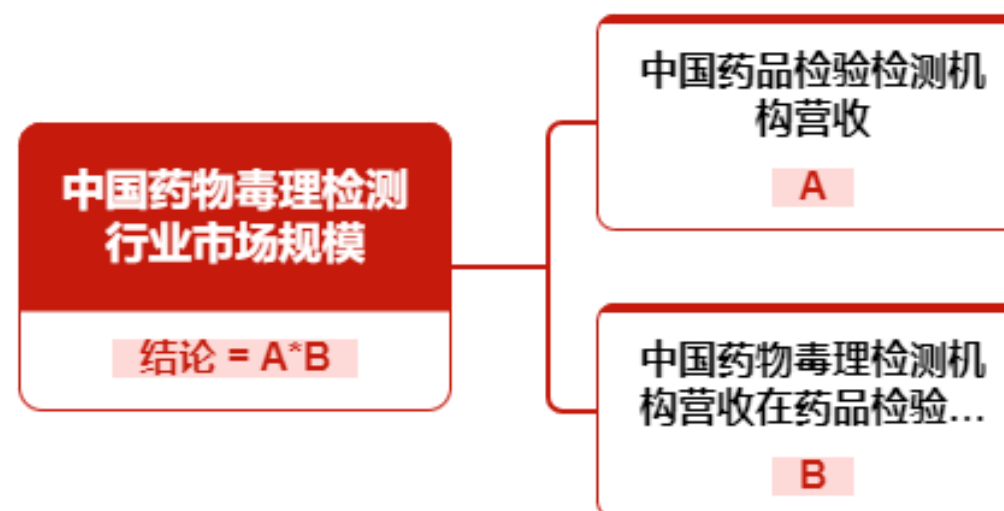 中国药物毒理检测
行业市场规模
结论 = A*B
中国药品检验检测机
构营收
A
中国药物毒理检测机
构营收在药品检验...
B